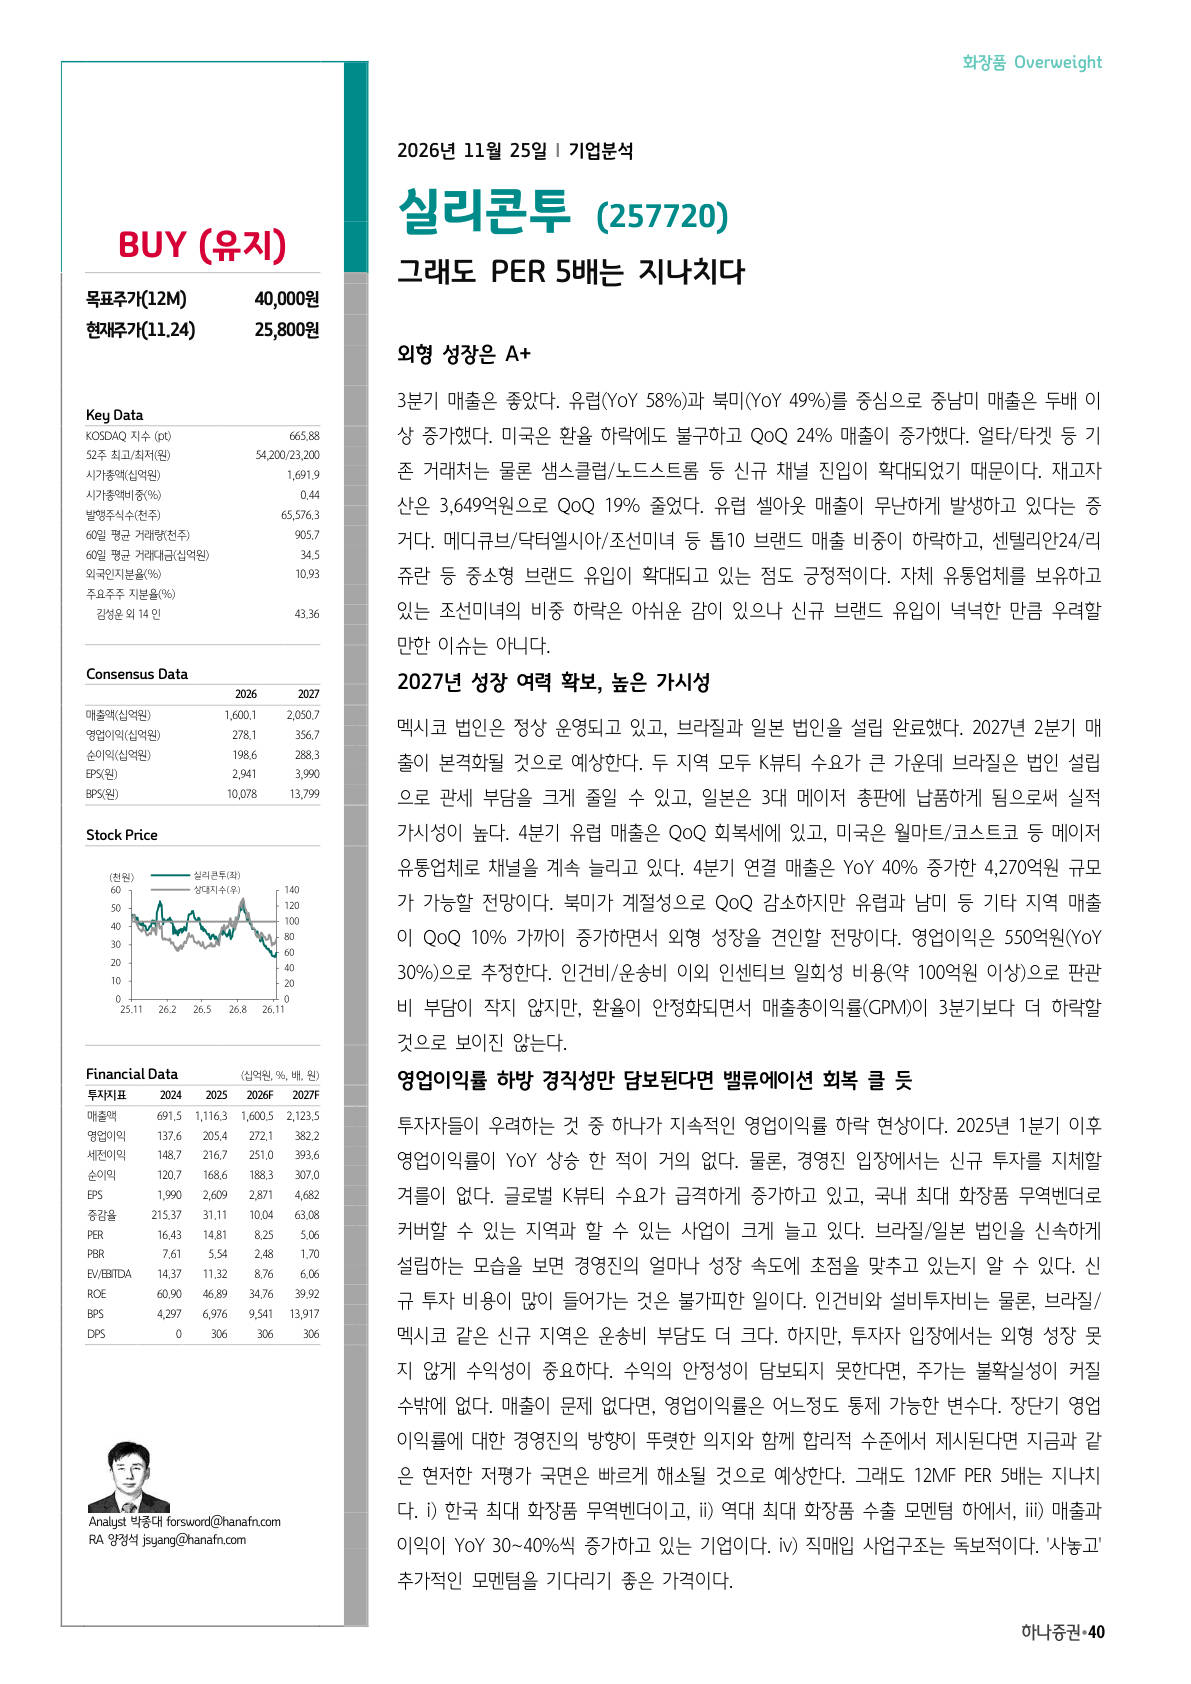 화장품 Overweight
2026년 11월 25일 | 기업분석
실리콘투 (257720)
그래도 PER 5배는 지나치다
BUY (유지)
목표주가(12M) 40,000원
현재주가(11.24) 25,800원
Key Data
KOSDAQ 지수 (pt) 665.88
52주 최고/최저(원) 54,200/23,200
시가총액(십억원) 1,691.9
시가총액비중(%) 0.44
발행주식수(천주) 65,576.3
60일 평균 거래량(천주) 905.7
60일 평균 거래대금(십억원) 34.5
외국인지분율(%) 10.93
주요주주 지분율(%)
김성운 외 14 인 43.36
Consensus Data
2026 2027
매출액(십억원) 1,600.1 2,050.7
영업이익(십억원) 278.1 356.7
순이익(십억원) 198.6 288.3
EPS(원) 2,941 3,990
BPS(원) 10,078 13,799
Stock Price
(천원) 실리콘투(좌)
상대지수(우)
60 140
50 120
40 100
30 80
20 60
10 40
0 20
0
25.11 26.2 26.5 26.8 26.11
Financial Data (십억원, %, 배, 원)
투자지표 2024 2025 2026F 2027F
매출액 691.5 1,116.3 1,600.5 2,123.5
영업이익 137.6 205.4 272.1 382.2
세전이익 148.7 216.7 251.0 393.6
순이익 120.7 168.6 188.3 307.0
EPS 1,990 2,609 2,871 4,682
증감율 215.37 31.11 10.04 63.08
PER 16.43 14.81 8.25 5.06
PBR 7.61 5.54 2.48 1.70
EV/EBITDA 14.37 11.32 8.76 6.06
ROE 60.90 46.89 34.76 39.92
BPS 4,297 6,976 9,541 13,917
DPS 0 306 306 306
Analyst 박종대 forsword@hanafn.com
RA 양정석 jsyang@hanafn.com
외형 성장은 A+
3분기 매출은 좋았다. 유럽(YoY 58%)과 북미(YoY 49%)를 중심으로 중남미 매출은 두배 이
상 증가했다. 미국은 환율 하락에도 불구하고 QoQ 24% 매출이 증가했다. 얼타/타겟 등 기
존 거래처는 물론 샘스클럽/노드스트롬 등 신규 채널 진입이 확대되었기 때문이다. 재고자
산은 3,649억원으로 QoQ 19% 줄었다. 유럽 셀아웃 매출이 무난하게 발생하고 있다는 증
거다. 메디큐브/닥터엘시아/조선미녀 등 톱10 브랜드 매출 비중이 하락하고, 센텔리안24/리
쥬란 등 중소형 브랜드 유입이 확대되고 있는 점도 긍정적이다. 자체 유통업체를 보유하고
있는 조선미녀의 비중 하락은 아쉬운 감이 있으나 신규 브랜드 유입이 넉넉한 만큼 우려할
만한 이슈는 아니다.
2027년 성장 여력 확보, 높은 가시성
멕시코 법인은 정상 운영되고 있고, 브라질과 일본 법인을 설립 완료했다. 2027년 2분기 매
출이 본격화될 것으로 예상한다. 두 지역 모두 K뷰티 수요가 큰 가운데 브라질은 법인 설립
으로 관세 부담을 크게 줄일 수 있고, 일본은 3대 메이저 총판에 납품하게 됨으로써 실적
가시성이 높다. 4분기 유럽 매출은 QoQ 회복세에 있고, 미국은 월마트/코스트코 등 메이저
유통업체로 채널을 계속 늘리고 있다. 4분기 연결 매출은 YoY 40% 증가한 4,270억원 규모
가 가능할 전망이다. 북미가 계절성으로 QoQ 감소하지만 유럽과 남미 등 기타 지역 매출
이 QoQ 10% 가까이 증가하면서 외형 성장을 견인할 전망이다. 영업이익은 550억원(YoY
30%)으로 추정한다. 인건비/운송비 이외 인센티브 일회성 비용(약 100억원 이상)으로 판관
비 부담이 작지 않지만, 환율이 안정화되면서 매출총이익률(GPM)이 3분기보다 더 하락할
것으로 보이진 않는다.
영업이익률 하방 경직성만 담보된다면 밸류에이션 회복 클 듯
투자자들이 우려하는 것 중 하나가 지속적인 영업이익률 하락 현상이다. 2025년 1분기 이후
영업이익률이 YoY 상승 한 적이 거의 없다. 물론, 경영진 입장에서는 신규 투자를 지체할
겨를이 없다. 글로벌 K뷰티 수요가 급격하게 증가하고 있고, 국내 최대 화장품 무역벤더로
커버할 수 있는 지역과 할 수 있는 사업이 크게 늘고 있다. 브라질/일본 법인을 신속하게
설립하는 모습을 보면 경영진의 얼마나 성장 속도에 초점을 맞추고 있는지 알 수 있다. 신
규 투자 비용이 많이 들어가는 것은 불가피한 일이다. 인건비와 설비투자비는 물론, 브라질/
멕시코 같은 신규 지역은 운송비 부담도 더 크다. 하지만, 투자자 입장에서는 외형 성장 못
지 않게 수익성이 중요하다. 수익의 안정성이 담보되지 못한다면, 주가는 불확실성이 커질
수밖에 없다. 매출이 문제 없다면, 영업이익률은 어느정도 통제 가능한 변수다. 장단기 영업
이익률에 대한 경영진의 방향이 뚜렷한 의지와 함께 합리적 수준에서 제시된다면 지금과 같
은 현저한 저평가 국면은 빠르게 해소될 것으로 예상한다. 그래도 12MF PER 5배는 지나치
다. i) 한국 최대 화장품 무역벤더이고, ii) 역대 최대 화장품 수출 모멘텀 하에서, iii) 매출과
이익이 YoY 30~40%씩 증가하고 있는 기업이다. iv) 직매입 사업구조는 독보적이다. '사놓고'
추가적인 모멘텀을 기다리기 좋은 가격이다.
하나증권•40